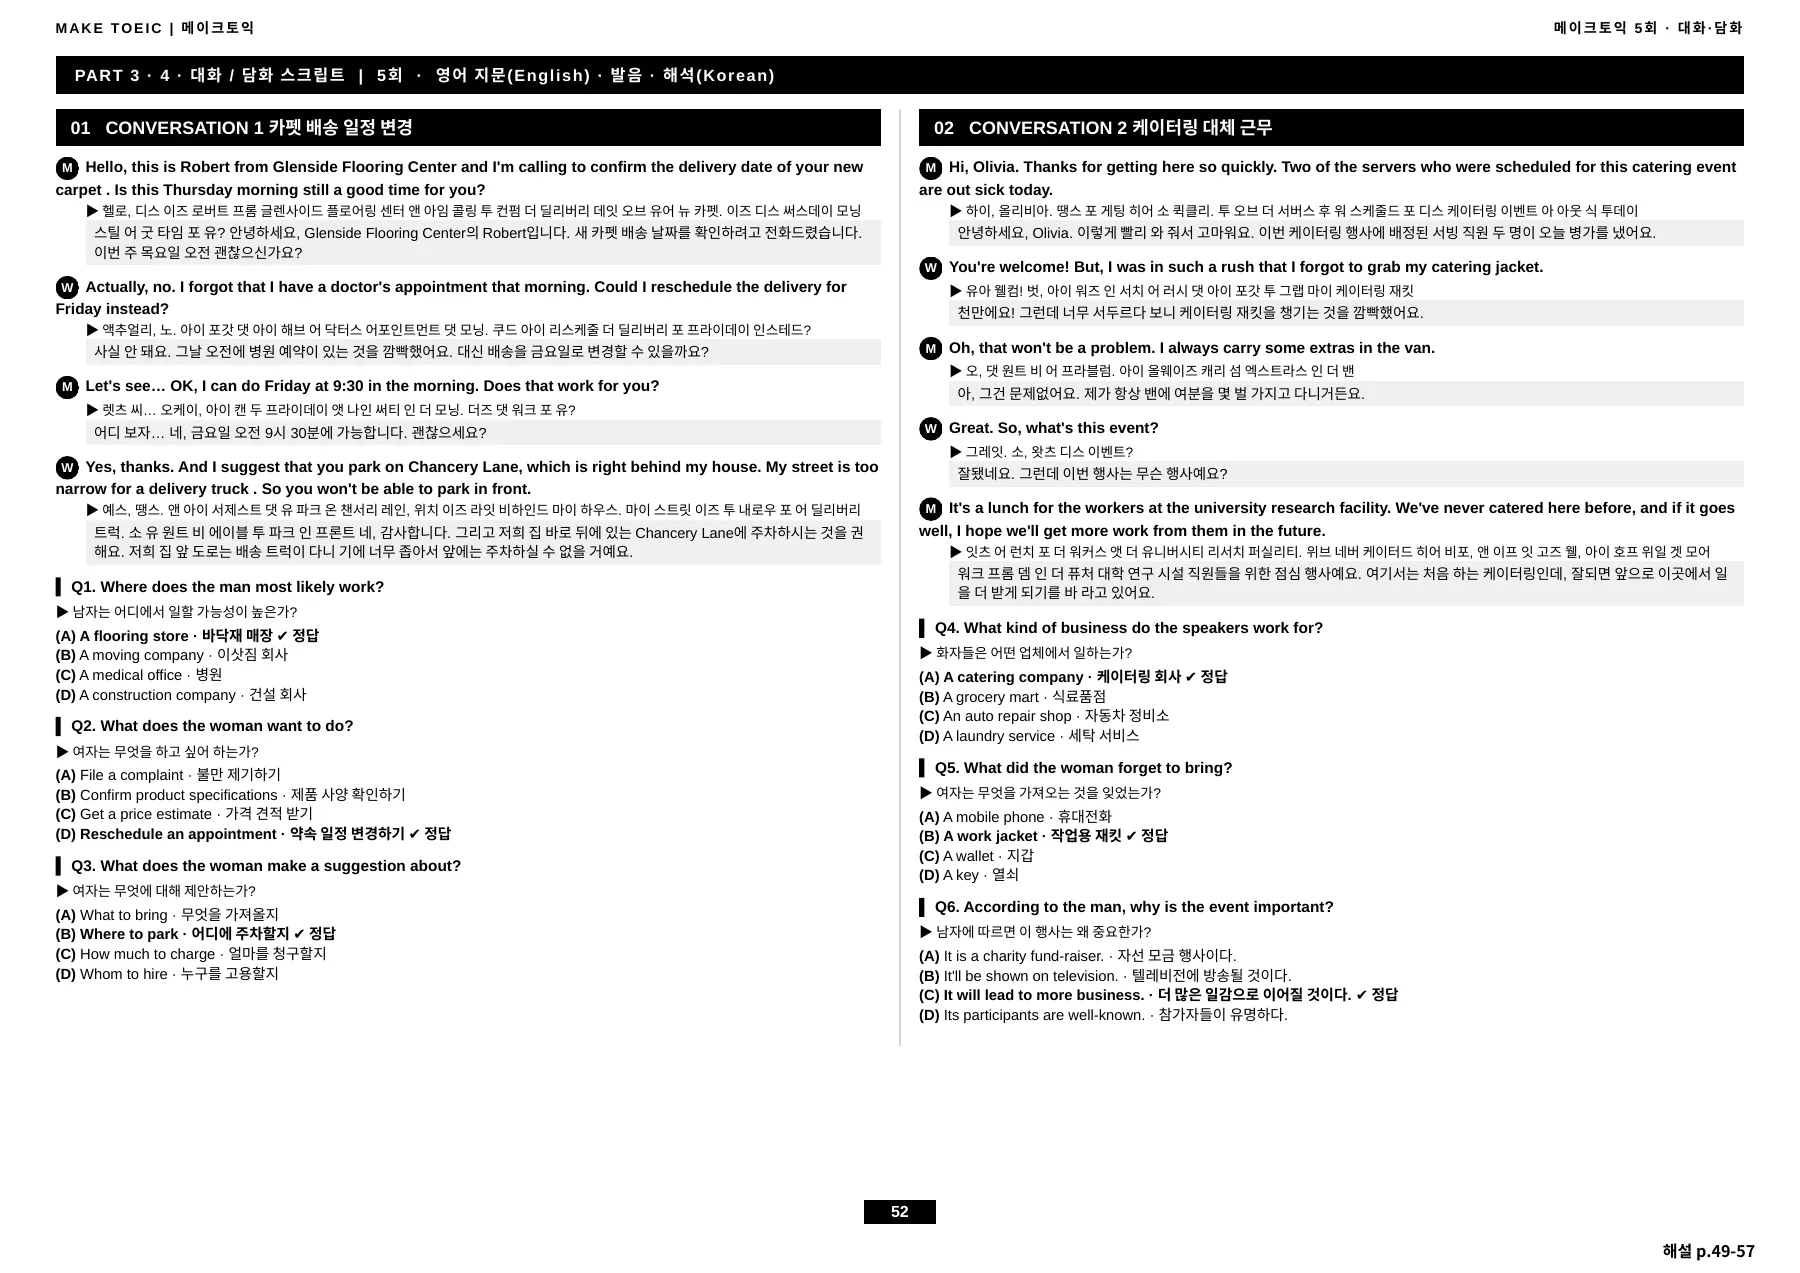 MAKE TOEIC | 메이크토익
메이크토익 5회 · 대화·담화
PART 3 · 4 · 대화 / 담화 스크립트 | 5회 · 영어 지문(English) · 발음 · 해석(Korean)
01 CONVERSATION 1 카펫 배송 일정 변경
M Hello, this is Robert from Glenside Flooring Center and I'm calling to confirm the delivery date of your new
carpet . Is this Thursday morning still a good time for you?
▶ 헬로, 디스 이즈 로버트 프롬 글렌사이드 플로어링 센터 앤 아임 콜링 투 컨펌 더 딜리버리 데잇 오브 유어 뉴 카펫. 이즈 디스 써스데이 모닝
스틸 어 굿 타임 포 유? 안녕하세요, Glenside Flooring Center의 Robert입니다. 새 카펫 배송 날짜를 확인하려고 전화드렸습니다.
이번 주 목요일 오전 괜찮으신가요?
W Actually, no. I forgot that I have a doctor's appointment that morning. Could I reschedule the delivery for
Friday instead?
▶ 액추얼리, 노. 아이 포갓 댓 아이 해브 어 닥터스 어포인트먼트 댓 모닝. 쿠드 아이 리스케줄 더 딜리버리 포 프라이데이 인스테드?
사실 안 돼요. 그날 오전에 병원 예약이 있는 것을 깜빡했어요. 대신 배송을 금요일로 변경할 수 있을까요?
M Let's see… OK, I can do Friday at 9:30 in the morning. Does that work for you?
▶ 렛츠 씨… 오케이, 아이 캔 두 프라이데이 앳 나인 써티 인 더 모닝. 더즈 댓 워크 포 유?
어디 보자… 네, 금요일 오전 9시 30분에 가능합니다. 괜찮으세요?
W Yes, thanks. And I suggest that you park on Chancery Lane, which is right behind my house. My street is too
narrow for a delivery truck . So you won't be able to park in front.
▶ 예스, 땡스. 앤 아이 서제스트 댓 유 파크 온 챈서리 레인, 위치 이즈 라잇 비하인드 마이 하우스. 마이 스트릿 이즈 투 내로우 포 어 딜리버리
트럭. 소 유 원트 비 에이블 투 파크 인 프론트 네, 감사합니다. 그리고 저희 집 바로 뒤에 있는 Chancery Lane에 주차하시는 것을 권
해요. 저희 집 앞 도로는 배송 트럭이 다니 기에 너무 좁아서 앞에는 주차하실 수 없을 거예요.
Q1. Where does the man most likely work?
▶ 남자는 어디에서 일할 가능성이 높은가?
(A) A flooring store · 바닥재 매장 ✔ 정답
(B) A moving company · 이삿짐 회사
(C) A medical office · 병원
(D) A construction company · 건설 회사
Q2. What does the woman want to do?
▶ 여자는 무엇을 하고 싶어 하는가?
(A) File a complaint · 불만 제기하기
(B) Confirm product specifications · 제품 사양 확인하기
(C) Get a price estimate · 가격 견적 받기
(D) Reschedule an appointment · 약속 일정 변경하기 ✔ 정답
Q3. What does the woman make a suggestion about?
▶ 여자는 무엇에 대해 제안하는가?
(A) What to bring · 무엇을 가져올지
(B) Where to park · 어디에 주차할지 ✔ 정답
(C) How much to charge · 얼마를 청구할지
(D) Whom to hire · 누구를 고용할지
02 CONVERSATION 2 케이터링 대체 근무
M Hi, Olivia. Thanks for getting here so quickly. Two of the servers who were scheduled for this catering event
are out sick today.
▶ 하이, 올리비아. 땡스 포 게팅 히어 소 퀵클리. 투 오브 더 서버스 후 워 스케줄드 포 디스 케이터링 이벤트 아 아웃 식 투데이
안녕하세요, Olivia. 이렇게 빨리 와 줘서 고마워요. 이번 케이터링 행사에 배정된 서빙 직원 두 명이 오늘 병가를 냈어요.
W You're welcome! But, I was in such a rush that I forgot to grab my catering jacket.
▶ 유아 웰컴! 벗, 아이 워즈 인 서치 어 러시 댓 아이 포갓 투 그랩 마이 케이터링 재킷
천만에요! 그런데 너무 서두르다 보니 케이터링 재킷을 챙기는 것을 깜빡했어요.
M Oh, that won't be a problem. I always carry some extras in the van.
▶ 오, 댓 원트 비 어 프라블럼. 아이 올웨이즈 캐리 섬 엑스트라스 인 더 밴
아, 그건 문제없어요. 제가 항상 밴에 여분을 몇 벌 가지고 다니거든요.
W Great. So, what's this event?
▶ 그레잇. 소, 왓츠 디스 이벤트?
잘됐네요. 그런데 이번 행사는 무슨 행사예요?
M It's a lunch for the workers at the university research facility. We've never catered here before, and if it goes
well, I hope we'll get more work from them in the future.
▶ 잇츠 어 런치 포 더 워커스 앳 더 유니버시티 리서치 퍼실리티. 위브 네버 케이터드 히어 비포, 앤 이프 잇 고즈 웰, 아이 호프 위일 겟 모어
워크 프롬 뎀 인 더 퓨처 대학 연구 시설 직원들을 위한 점심 행사예요. 여기서는 처음 하는 케이터링인데, 잘되면 앞으로 이곳에서 일
을 더 받게 되기를 바 라고 있어요.
Q4. What kind of business do the speakers work for?
▶ 화자들은 어떤 업체에서 일하는가?
(A) A catering company · 케이터링 회사 ✔ 정답
(B) A grocery mart · 식료품점
(C) An auto repair shop · 자동차 정비소
(D) A laundry service · 세탁 서비스
Q5. What did the woman forget to bring?
▶ 여자는 무엇을 가져오는 것을 잊었는가?
(A) A mobile phone · 휴대전화
(B) A work jacket · 작업용 재킷 ✔ 정답
(C) A wallet · 지갑
(D) A key · 열쇠
Q6. According to the man, why is the event important?
▶ 남자에 따르면 이 행사는 왜 중요한가?
(A) It is a charity fund-raiser. · 자선 모금 행사이다.
(B) It'll be shown on television. · 텔레비전에 방송될 것이다.
(C) It will lead to more business. · 더 많은 일감으로 이어질 것이다. ✔ 정답
(D) Its participants are well-known. · 참가자들이 유명하다.
52
해설 p.49-57